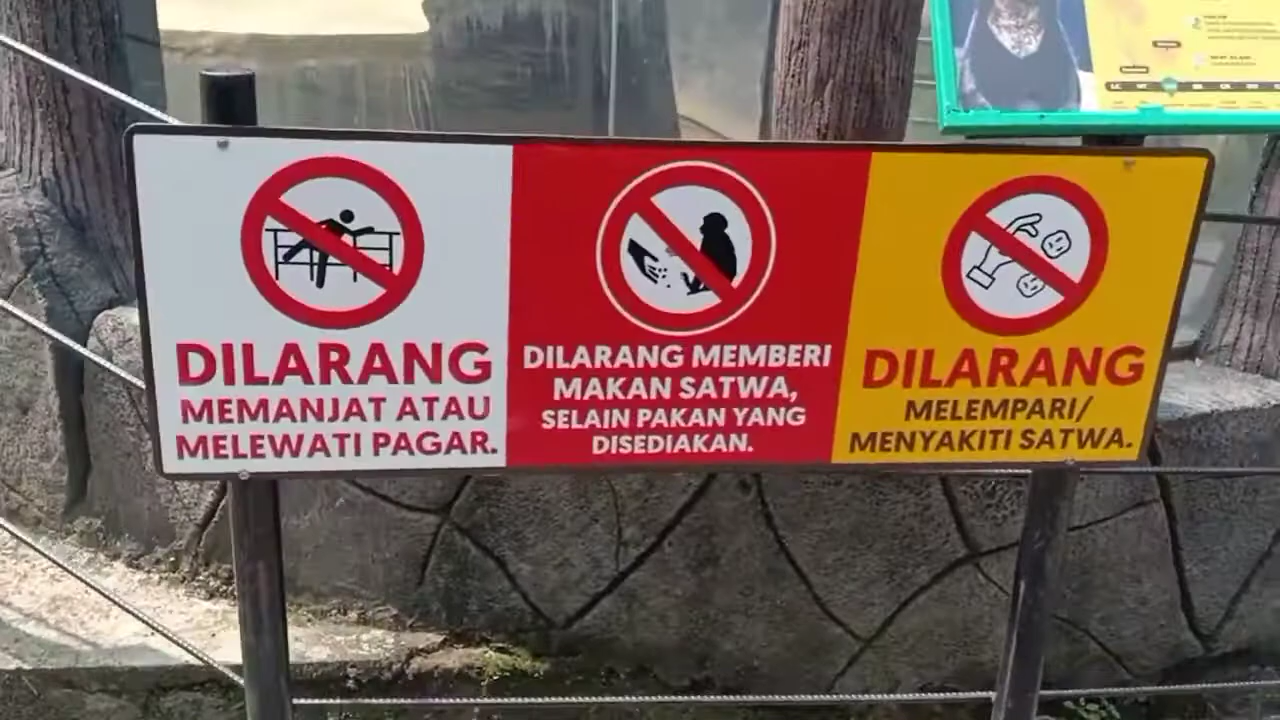 DILARANG
MEMANJAT ATAU
MELEWATI PAGAR.
DILARANG MEMBERI
MAKAN SATWA,
SELAIN PAKAN YANG
DISEDIAKAN.
DILARANG
MELEMPARI/
MENYAKITI SATWA.